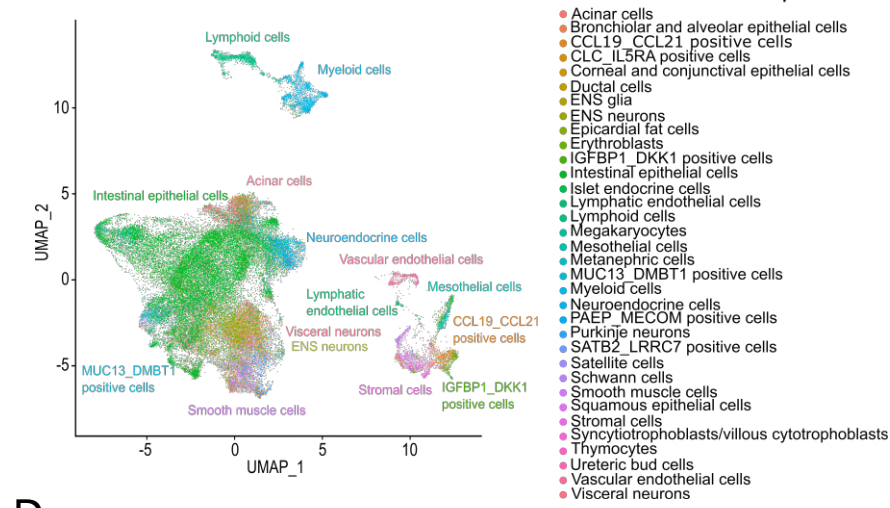 Lymphoid cells
Myeloid cells
Acinar cells
Intestinal epithelial cells
Neuroendocrine cells
Vascular endothelial cells
Mesothelial cells
Lymphatic
endothelial cells
CCL19_CCL21
positive cells
Visceral neurons
ENS neurons
MUC13_DMBT1
positive cells
Stromal cells
IGFBP1_DKK1
positive cells
Smooth muscle cells
10
5
0
-5
UMAP_2
-5
0
5
10
UMAP_1
Acinar cells
Bronchiolar and alveolar epithelial cells
CCL19_CCL21 positive cells
CLC_IL5RA positive cells
Corneal and conjunctival epithelial cells
Ductal cells
ENS glia
ENS neurons
Epicardial fat cells
Erythroblasts
IGFBP1_DKK1 positive cells
Intestinal epithelial cells
Islet endocrine cells
Lymphatic endothelial cells
Lymphoid cells
Megakaryocytes
Mesothelial cells
Metanephric cells
MUC13_DMBT1 positive cells
Myeloid cells
Neuroendocrine cells
PAEP_MECOM positive cells
Purkinje neurons
SATB2_LRRC7 positive cells
Satellite cells
Schwann cells
Smooth muscle cells
Squamous epithelial cells
Stromal cells
Syncytiotrophoblasts/villous cytotrophoblasts
Thymocytes
Ureteric bud cells
Vascular endothelial cells
Visceral neurons